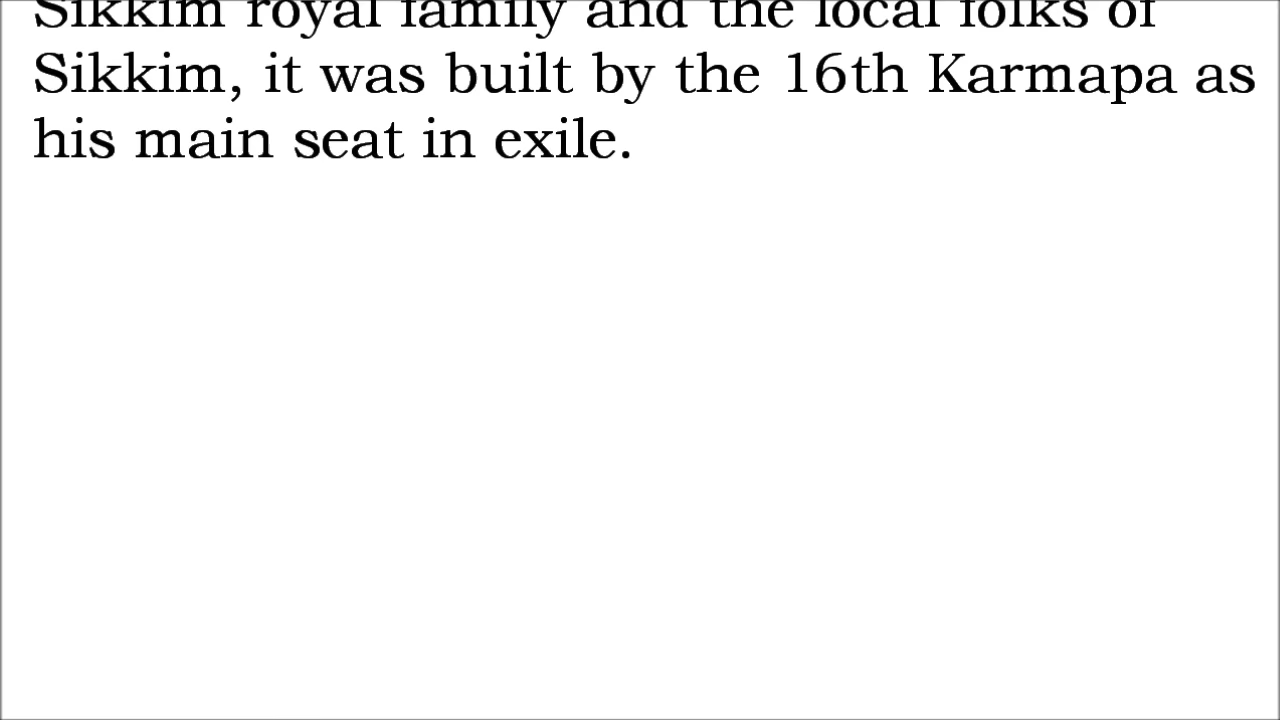 Sikkim royal family and the local folks of
Sikkim, it was built by the 16th Karmapa as
his main seat in exile.